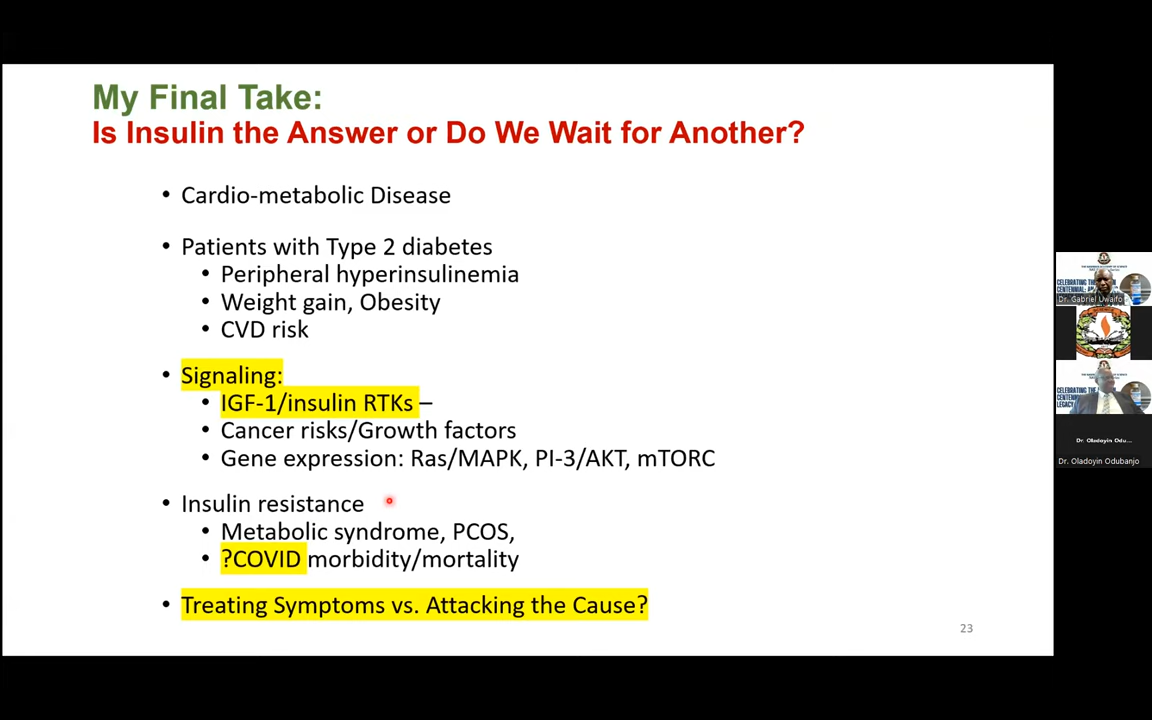 My Final Take:
Is Insulin the Answer or Do We Wait for Another?
• Cardio-metabolic Disease
• Patients with Type 2 diabetes
• Peripheral hyperinsulinemia
• Weight gain, Obesity
• CVD risk
• Signaling:
• IGF-1/insulin RTKs –
• Cancer risks/Growth factors
• Gene expression: Ras/MAPK, PI-3/AKT, mTORC
• Insulin resistance
• Metabolic syndrome, PCOS,
• ?COVID morbidity/mortality
• Treating Symptoms vs. Attacking the Cause?
23
Dr. Gabriel Uwaifo
CELEBRATING THE
LEGACY
Dr. Oladoyin Odu...
Dr. Oladoyin Odubanjo